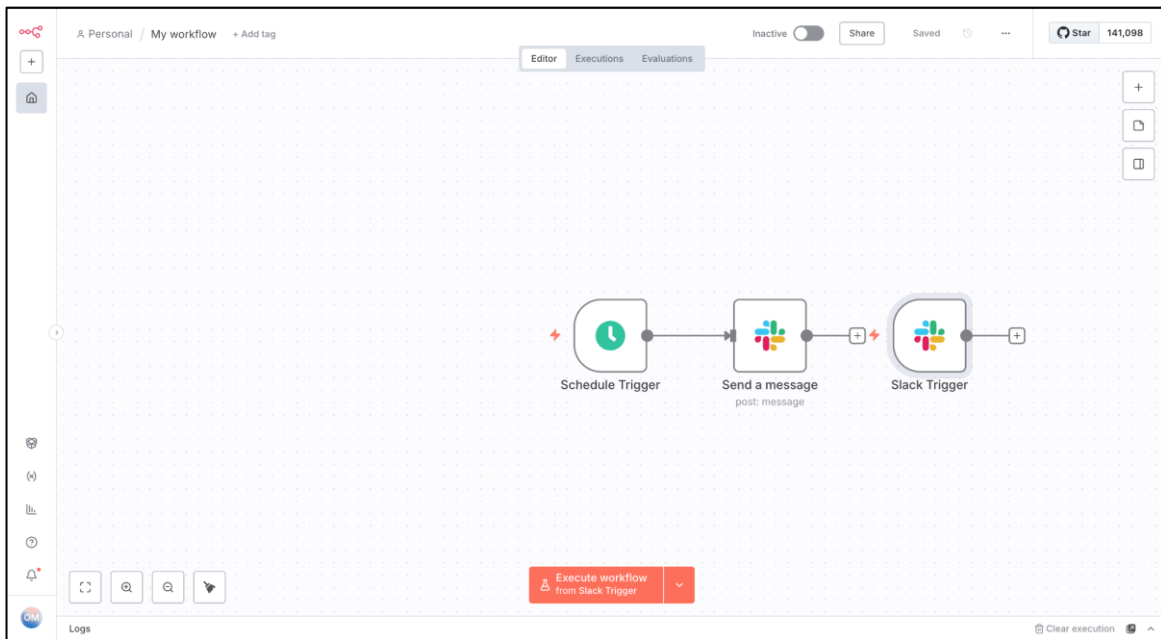 Personal / My workflow + Add tag
Inactive Share Saved ... Star 141,098
Editor Executions Evaluations
Schedule Trigger
Send a message
post: message
Slack Trigger
Execute workflow
from Slack Trigger
OM
Logs
Clear execution